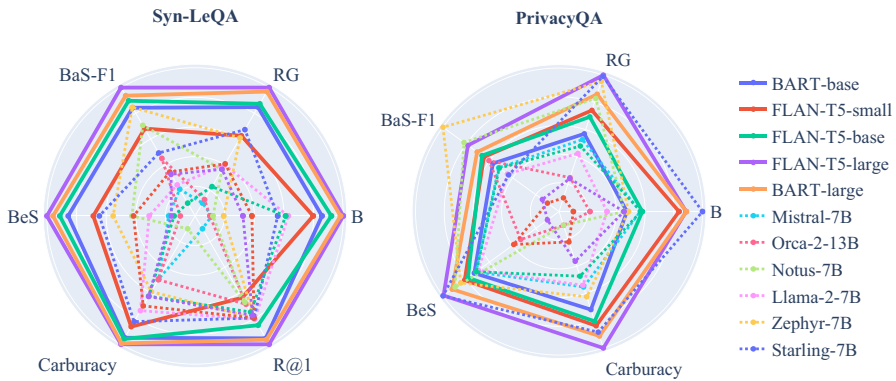 Syn-LeQA
BaS-F1
RG
BeS
B
Carburacy
R@1
PrivacyQA
RG
BaS-F1
B
BeS
Carburacy
BART-base
FLAN-T5-small
FLAN-T5-base
FLAN-T5-large
BART-large
Mistral-7B
Orca-2-13B
Notus-7B
Llama-2-7B
Zephyr-7B
Starling-7B